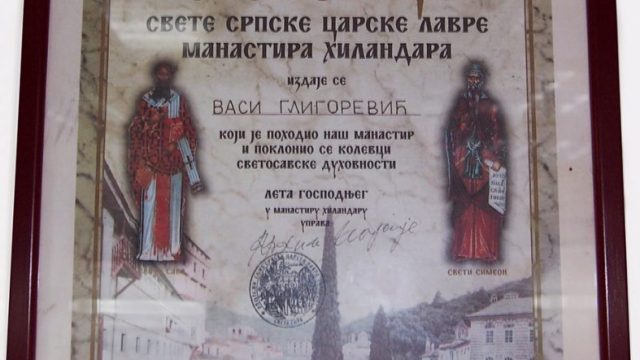 СВЕТЕ СРПСКЕ ЦАРСКЕ ЛАВРЕ
МАНАСТИРА ХИЛАНДАРА
ИЗДАЈЕ СЕ
ВАСИ ГЛИГОРЕВИЋ
КОЈИ ЈЕ ПОХОДИО НАШ МАНАСТИР
И ПОКЛОНИО СЕ КОЛЕВЦИ
СВЕТОСАВСКЕ ДУХОВНОСТИ
ЛЕТА ГОСПОДЊЕГ
У МАНАСТИРУ ХИЛАНДАРУ
УПРАВА
СВЕТИ СИМЕОН